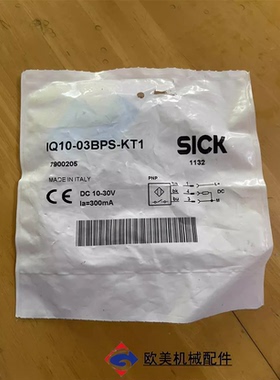 IQ10-03BPS-KT1
SICK
7900205
1132
MADE IN ITALY
CE DC 10-30V
Ia=300mA
PNP
L+
DC
M
欧美机械配件